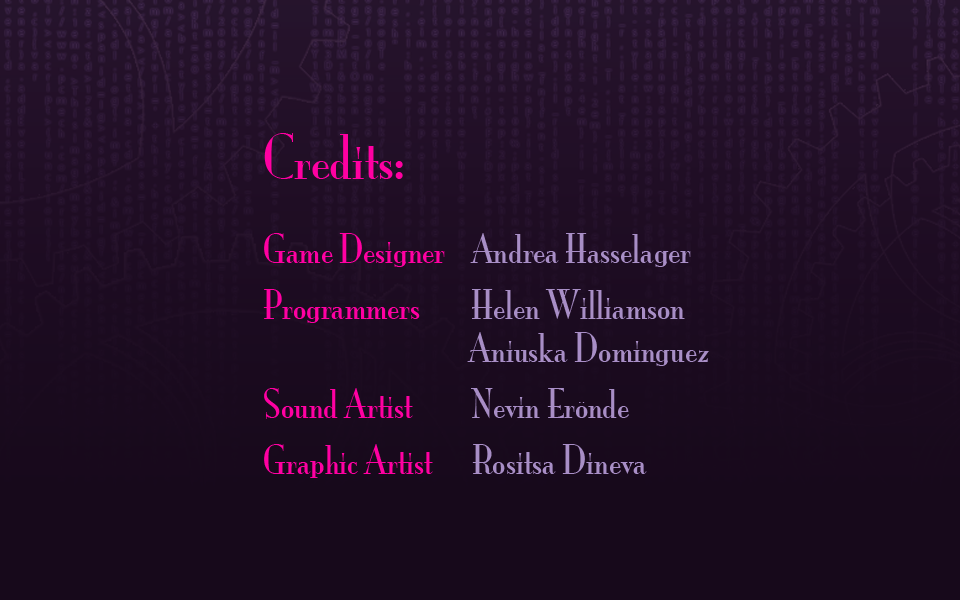 Credits:
Game Designer Andrea Hasselager
Programmers Helen Williamson
Aniuska Dominguez
Sound Artist Nevin Erönde
Graphic Artist Rositsa Dineva